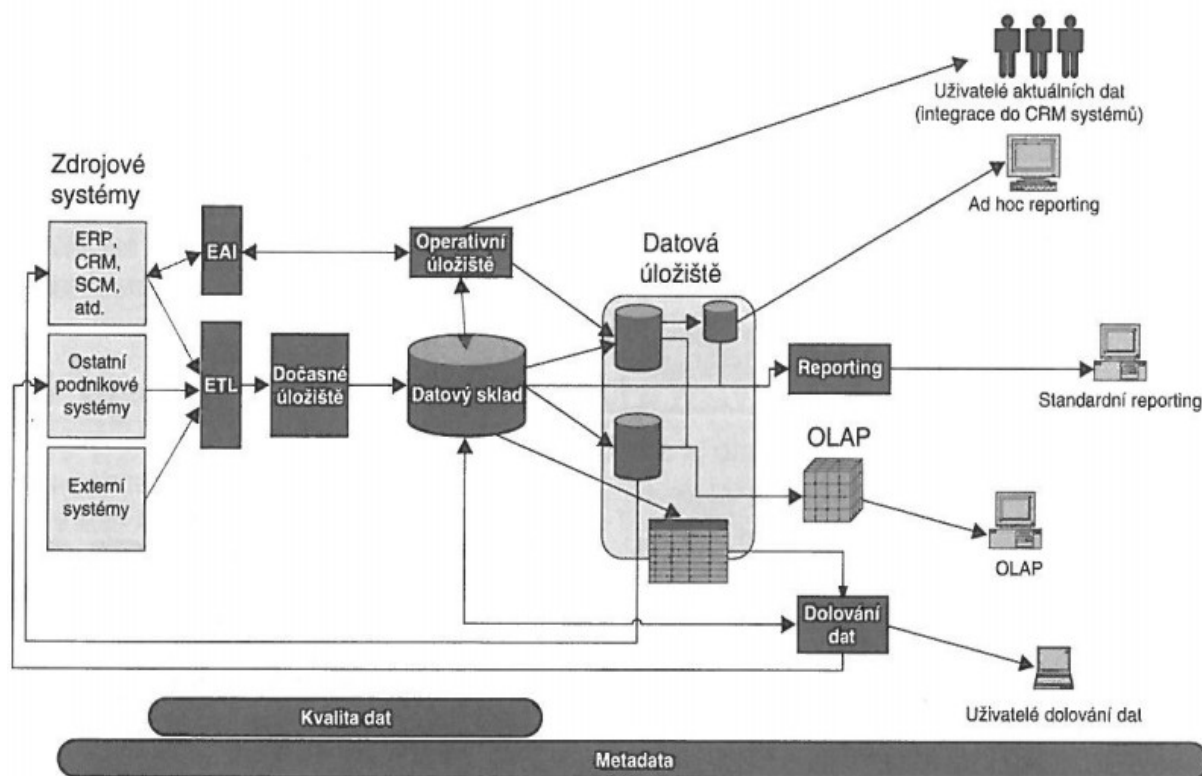 Uživatelé aktuálních dat
(integrace do CRM systémů)
Ad hoc reporting
Zdrojové
systémy
ERP,
CRM,
SCM,
atd.
EAI
Operativní
úložiště
Datová
úložiště
Ostatní
podnikové
systémy
ETL
Dočasné
úložiště
Datový sklad
Reporting
Standardní reporting
Externí
systémy
OLAP
OLAP
Dolování
dat
Uživatelé dolování dat
Kvalita dat
Metadata